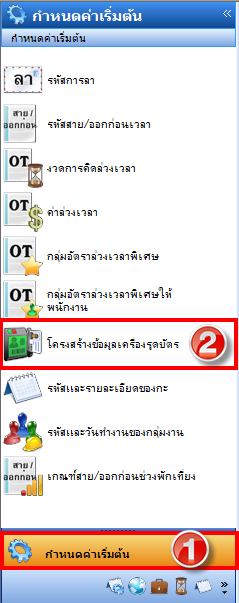 กำหนดค่าเริ่มต้น «
กำหนดค่าเริ่มต้น
ลา รหัสการลา
สาย/
ออกก่อน รหัสสาย/ออกก่อนเวลา
OT งวดการคิดล่วงเวลา
OT ค่าล่วงเวลา
OT กลุ่มอัตราล่วงเวลาพิเศษ
OT กลุ่มอัตราล่วงเวลาพิเศษให้
พนักงาน
โครงสร้างข้อมูลเครื่องรูดบัตร 2
รหัสและรายละเอียดของกะ
รหัสและวันทำงานของกลุ่มงาน
สาย/
ออกก่อน เกณฑ์สาย/ออกก่อนช่วงพักเที่ยง
กำหนดค่าเริ่มต้น 1
»